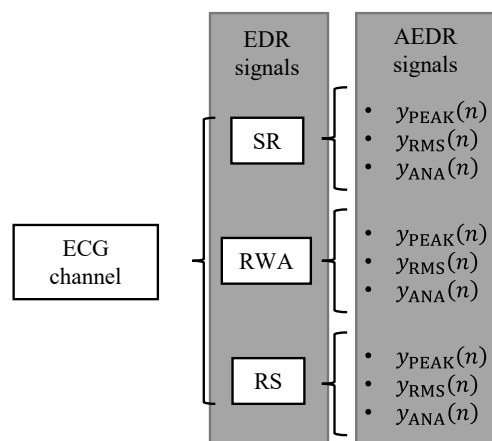 EDR
signals
AEDR
signals
ECG
channel
SR
• y_PEAK(n)
• y_RMS(n)
• y_ANA(n)
RWA
• y_PEAK(n)
• y_RMS(n)
• y_ANA(n)
RS
• y_PEAK(n)
• y_RMS(n)
• y_ANA(n)